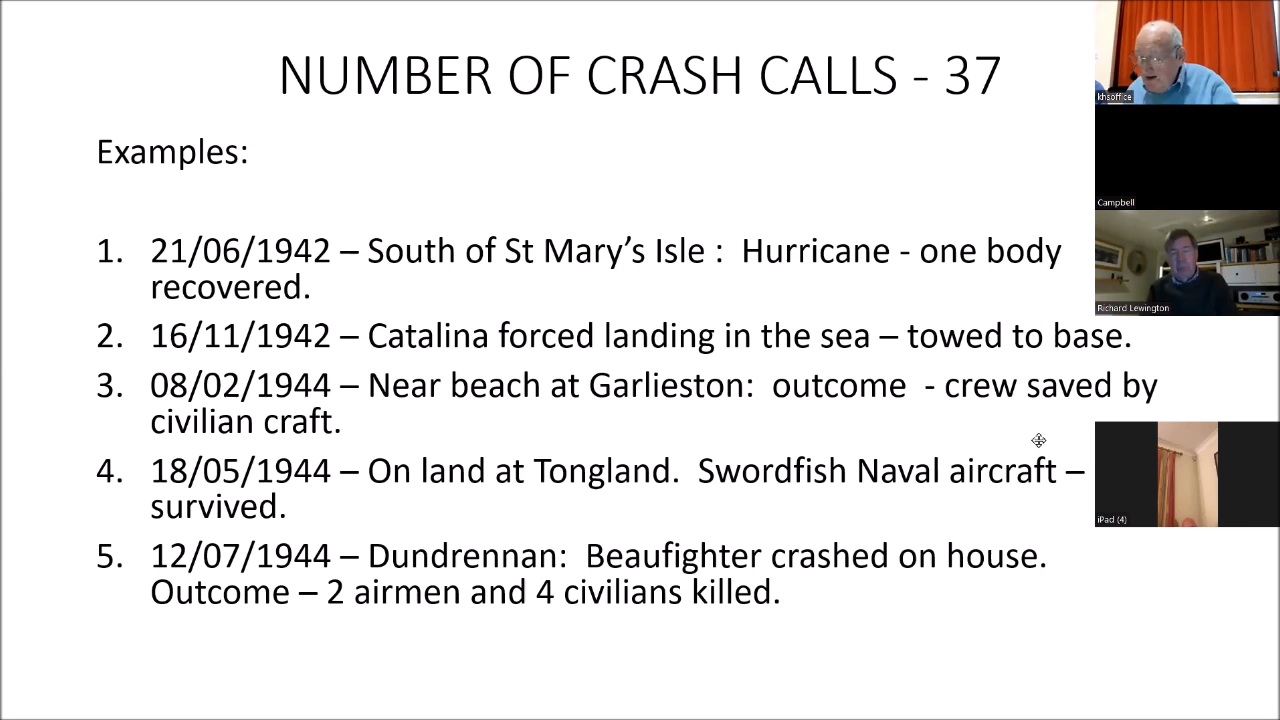 NUMBER OF CRASH CALLS - 37
Examples:
1. 21/06/1942 – South of St Mary’s Isle : Hurricane - one body
recovered.
2. 16/11/1942 – Catalina forced landing in the sea – towed to base.
3. 08/02/1944 – Near beach at Garlieston: outcome - crew saved by
civilian craft.
4. 18/05/1944 – On land at Tongland. Swordfish Naval aircraft –
survived.
5. 12/07/1944 – Dundrennan: Beaufighter crashed on house.
Outcome – 2 airmen and 4 civilians killed.
khsoffice
Campbell
Richard Lewington
iPad (4)